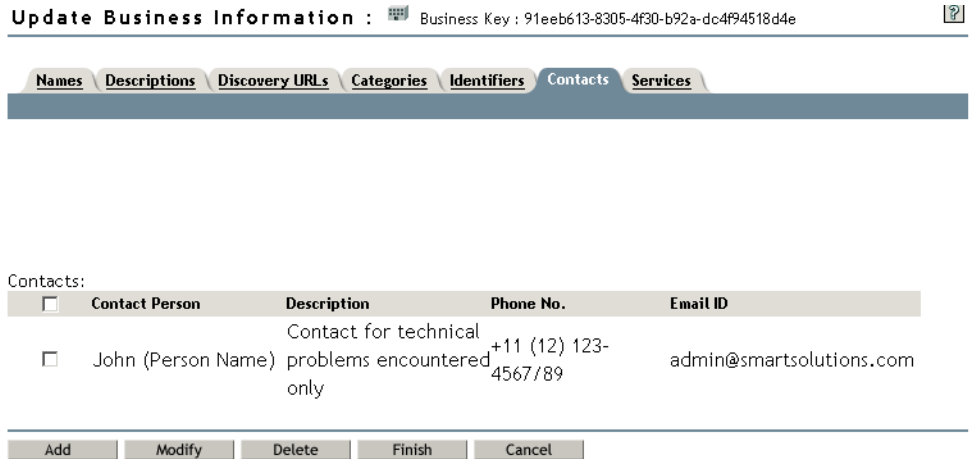 Update Business Information : Business Key : 91eeb613-8305-4f30-b92a-dc4f94518d4e ?
Names Descriptions Discovery URLs Categories Identifiers Contacts Services
Contacts:
Contact Person Description Phone No. Email ID
John (Person Name) Contact for technical problems encountered only +11 (12) 123-4567/89 admin@smartsolutions.com
Add Modify Delete Finish Cancel